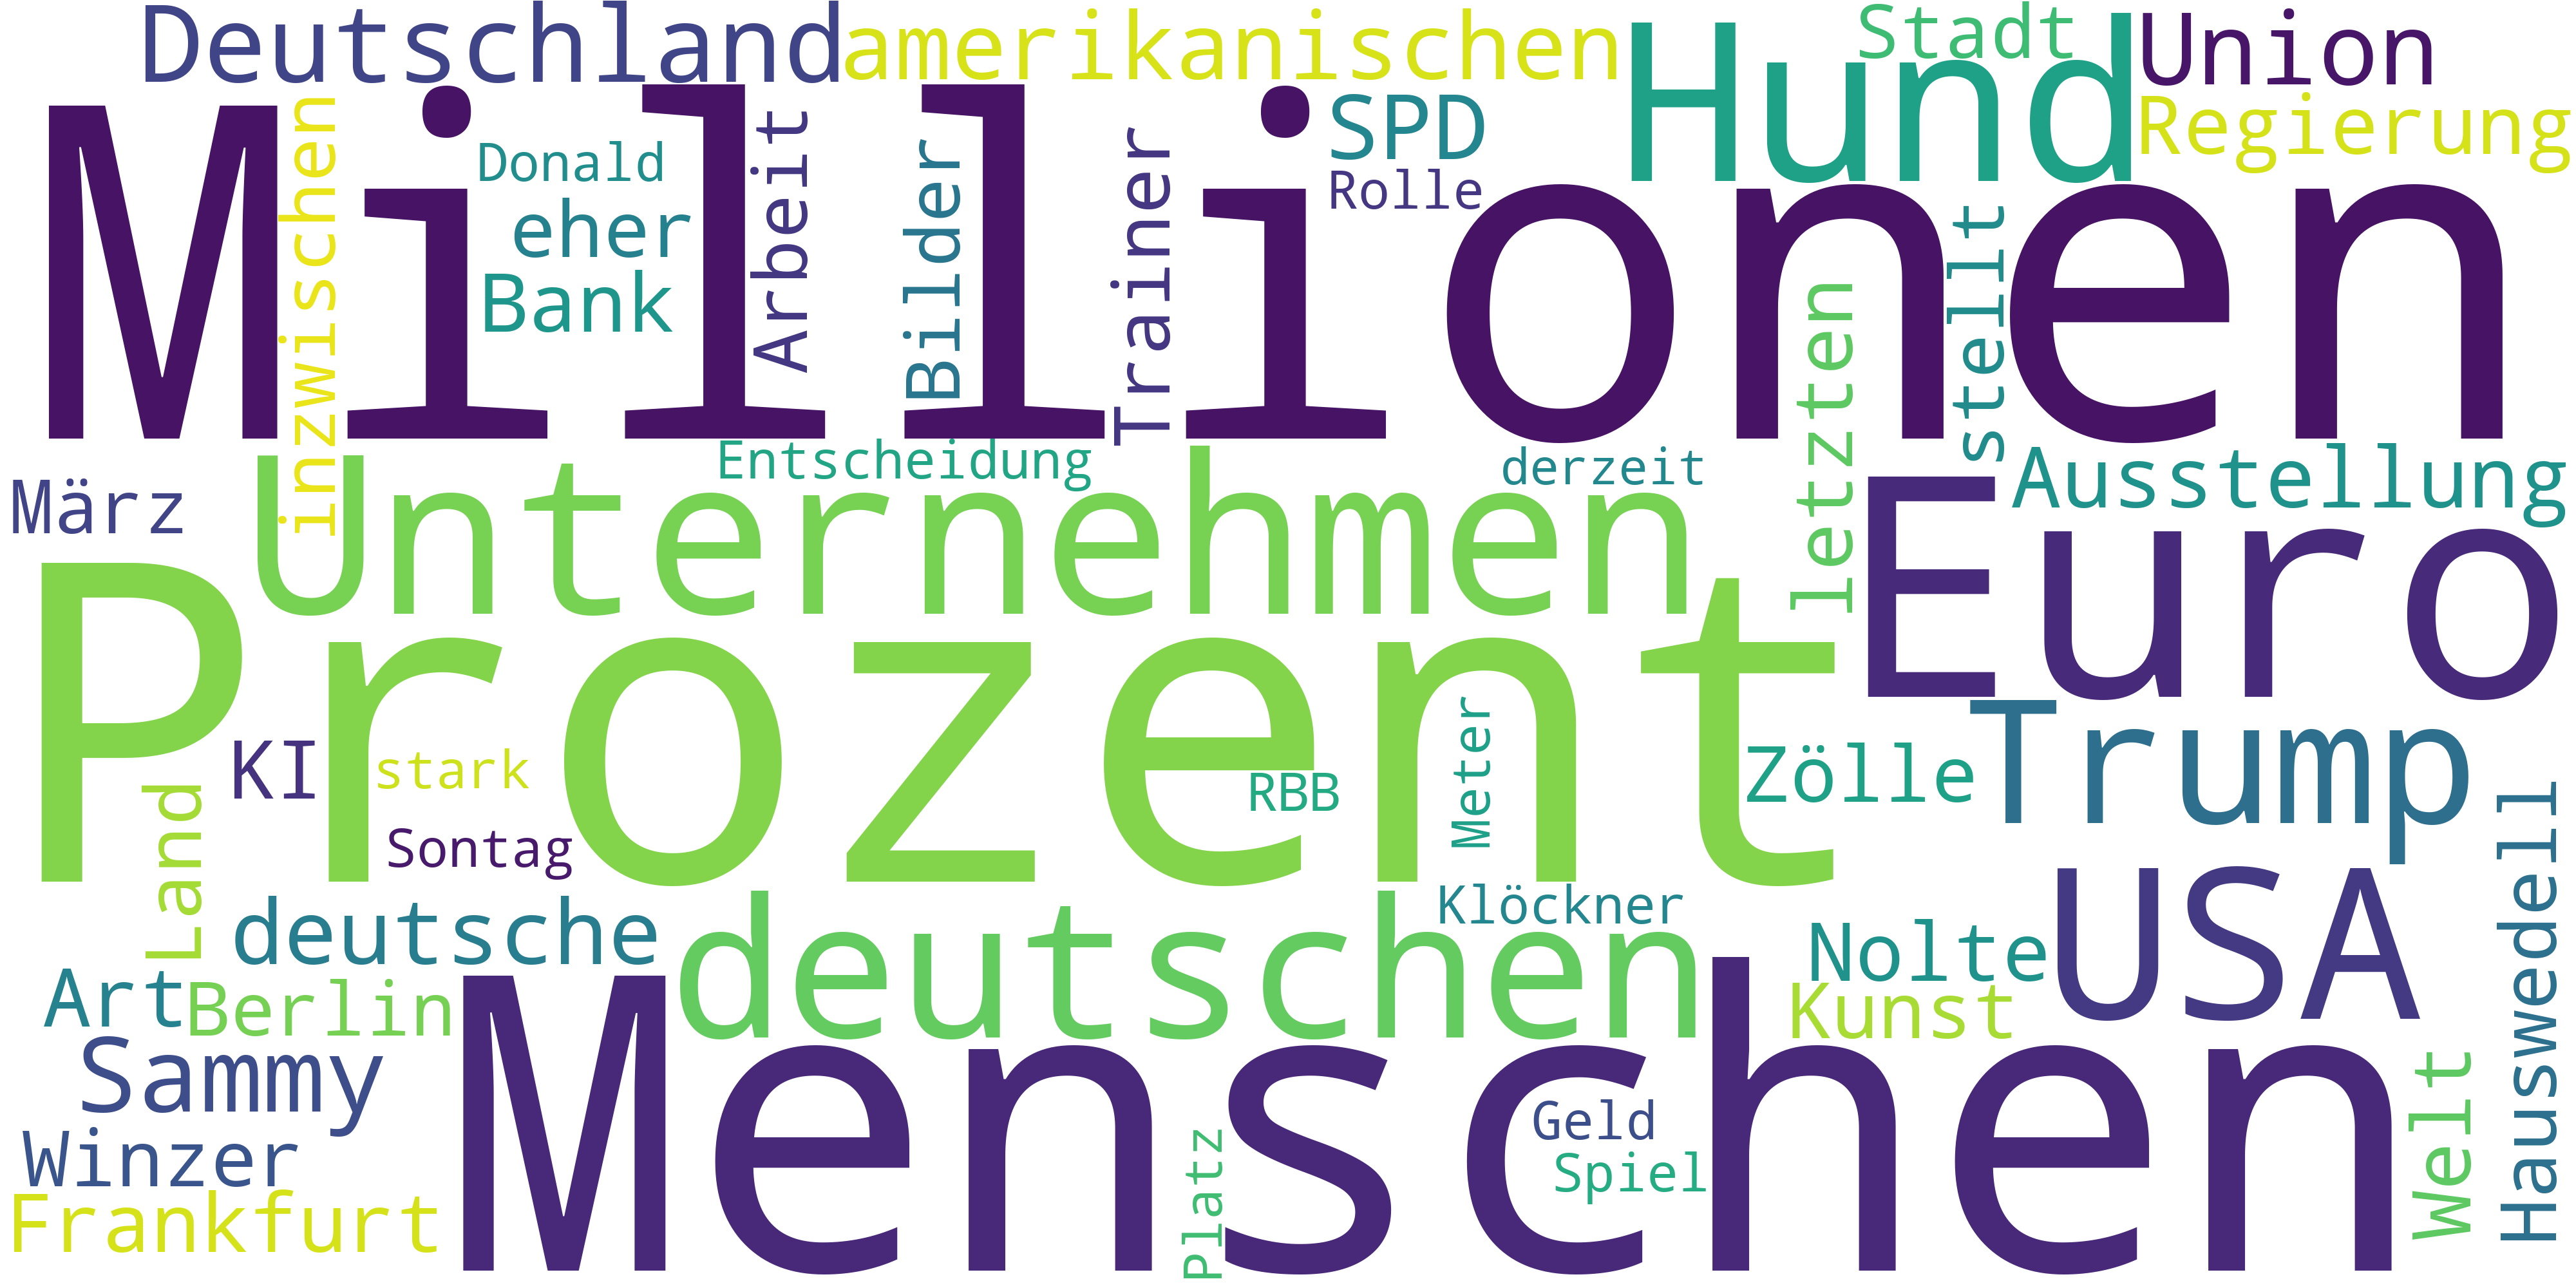 Deutschland
amerikanischen
Hund
Stadt
Union
Regierung
Millionen
inzwischen
Donald
eher
Bank
Arbeit
Bilder
Trainer
SPD
Rolle
letzten
stellt
März
Unternehmen
Entscheidung
derzeit
Euro
Ausstellung
Prozent
KI
stark
Sontag
RBB
Meter
Zölle
Trump
Land
deutsche
deutschen
Klöckner
Nolte
Kunst
USA
Hauswedell
Art
Berlin
Sammy
Winzer
Frankfurt
Menschen
Platz
Geld
Spiel
Welt